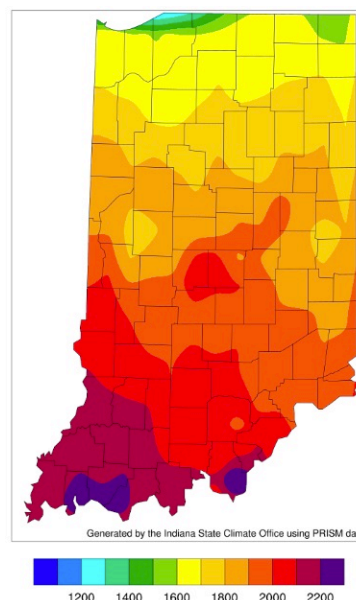 Generated by the Indiana State Climate Office using PRISM da
1200 1400 1600 1800 2000 2200